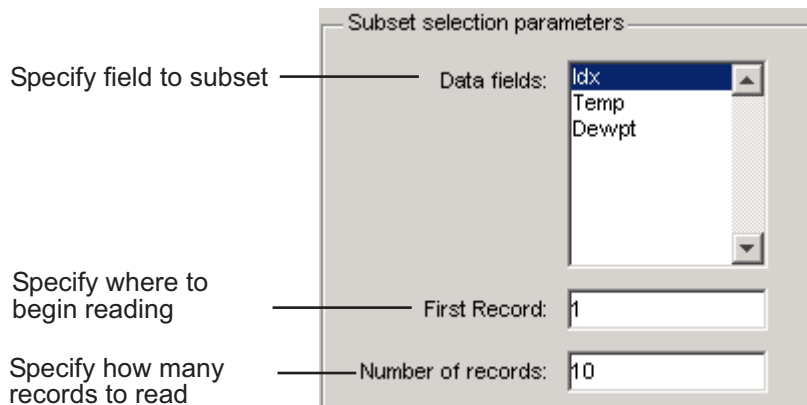 Subset selection parameters
Specify field to subset
Data fields:
Idx
Temp
Dewpt
Specify where to
begin reading
First Record:
1
Specify how many
records to read
Number of records:
10